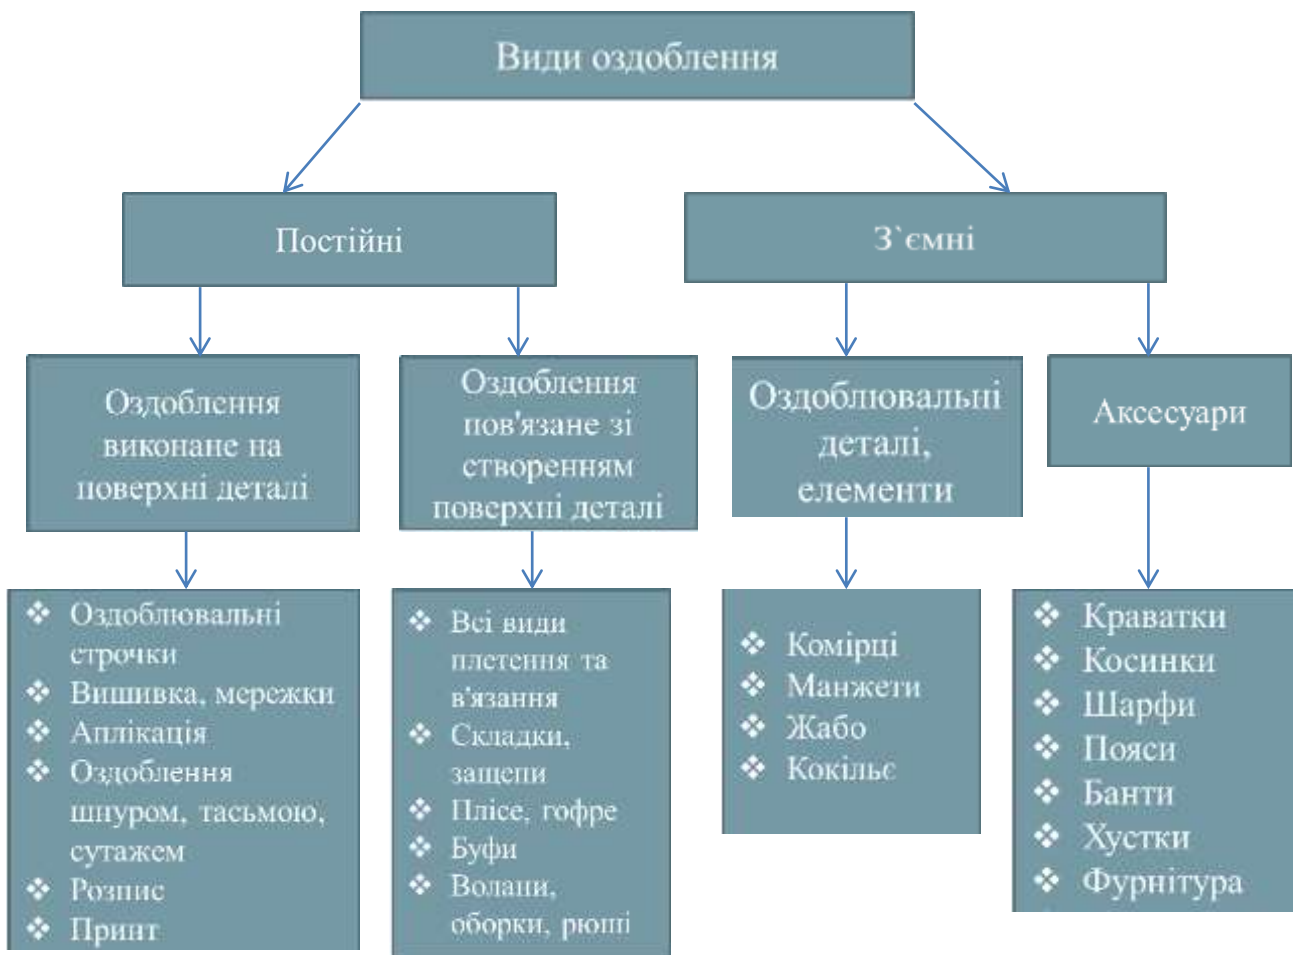 Види оздоблення
Постійні
З`ємні
Оздоблення
виконане на
поверхні деталі
Оздоблення
пов'язане зі
створенням
поверхні деталі
Оздоблювальні
деталі,
елементи
Аксесуари
❖ Оздоблювальні
строчки
❖ Вишивка, мережки
❖ Аплікація
❖ Оздоблення
шнуром, тасьмою,
сутажем
❖ Розпис
❖ Принт
❖ Всі види
плетення та
в'язання
❖ Складки,
защепи
❖ Плісе, гофре
❖ Буфи
❖ Волани,
оборки, рюші
❖ Комірці
❖ Манжети
❖ Жабо
❖ Кокільє
❖ Краватки
❖ Косинки
❖ Шарфи
❖ Пояси
❖ Банти
❖ Хустки
❖ Фурнітура